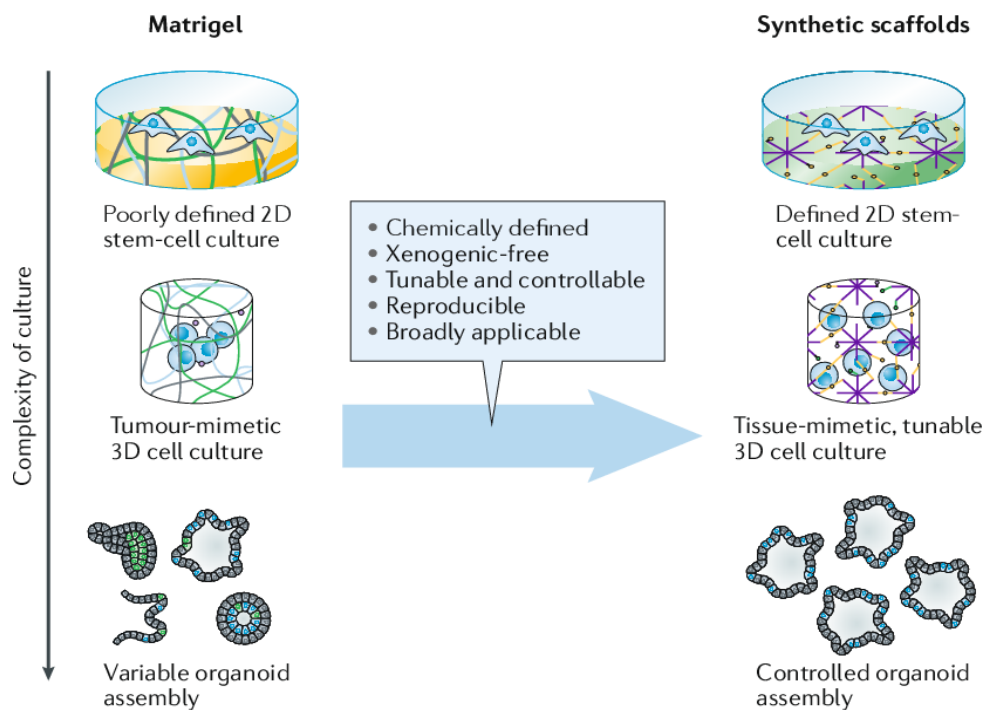 Matrigel
Synthetic scaffolds
Complexity of culture
Poorly defined 2D
stem-cell culture
• Chemically defined
• Xenogenic-free
• Tunable and controllable
• Reproducible
• Broadly applicable
Defined 2D stem-
cell culture
Tumour-mimetic
3D cell culture
Tissue-mimetic, tunable
3D cell culture
Variable organoid
assembly
Controlled organoid
assembly